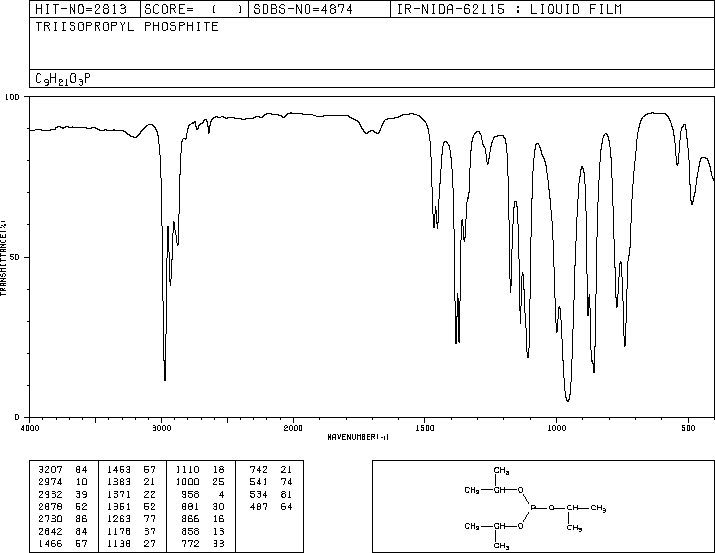 HIT-NO=2813 SCORE= ( ) SDBS-NO=4874 IR-NIDA-62115 : LIQUID FILM
TRIISOPROPYL PHOSPHITE
C9H21O3P
100
50
0
TRANSMITTANCE(%)
4000 3000 2000 1500 1000 500
WAVENUMBER(-1)
3207 84 1453 57 1110 18 742 21
2974 10 1383 21 1000 25 541 74
2932 39 1371 22 958 4 534 81
2878 52 1351 52 881 30 487 64
2730 86 1263 77 866 16
2642 84 1178 37 858 13
1466 57 1138 27 772 33
CH3
CH3 CH O
P O CH CH3
CH3 CH O CH3
CH3